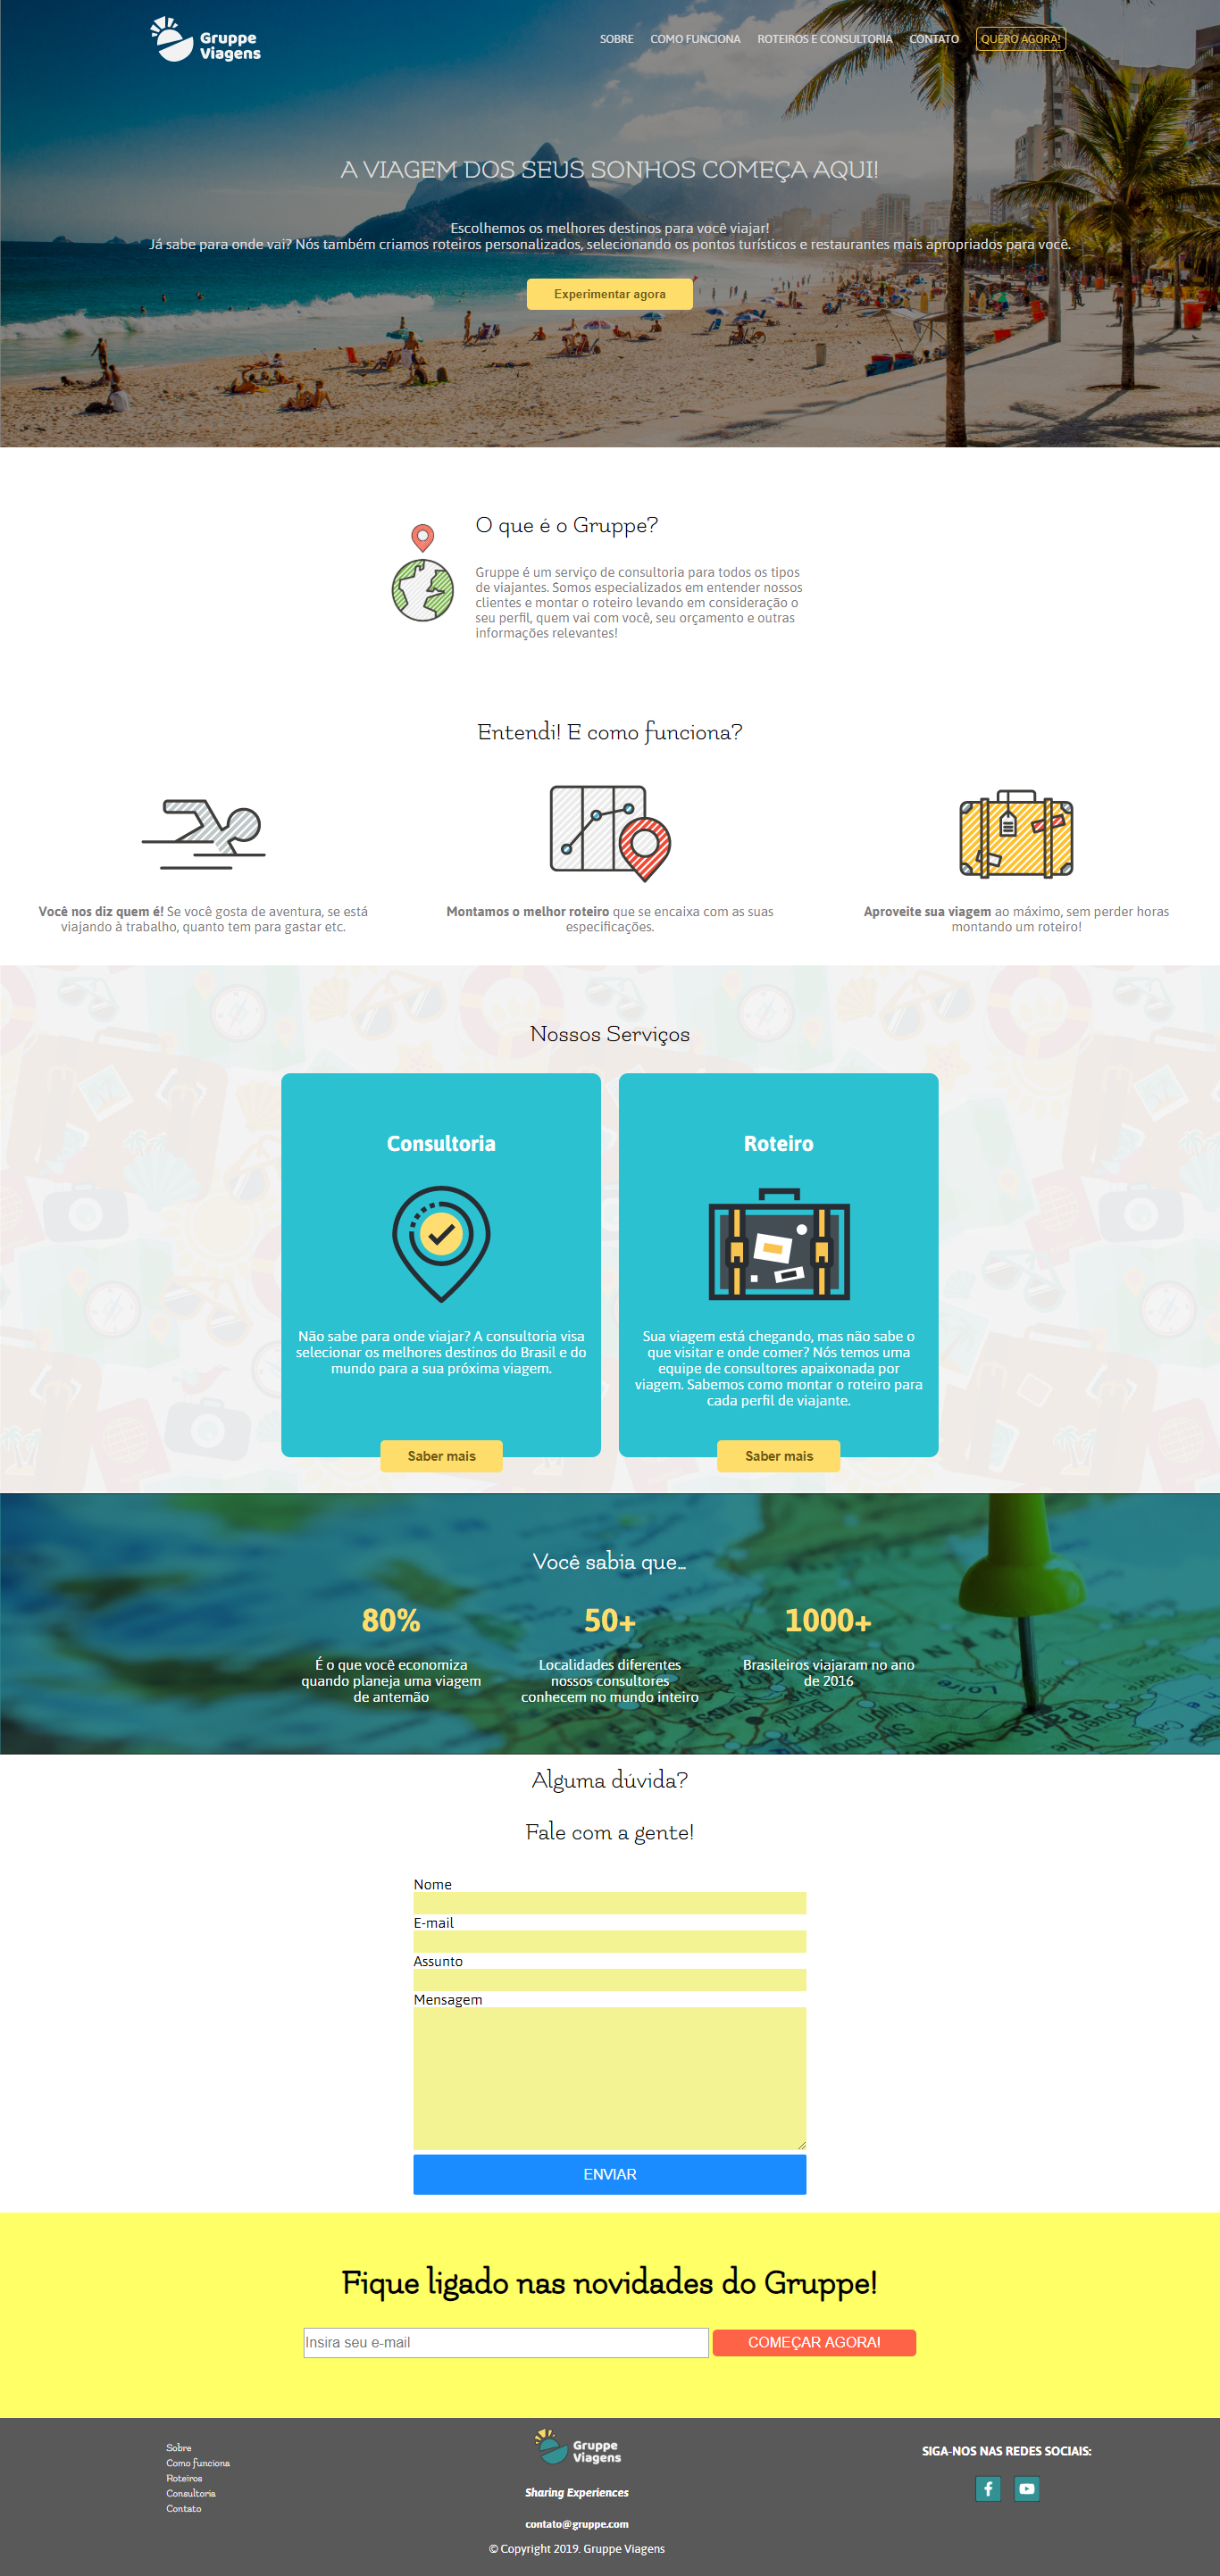 Gruppe
Viagens
SOBRE COMO FUNCIONA ROTEIROS E CONSULTORIA CONTATO QUERO AGORA!
A VIAGEM DOS SEUS SONHOS COMEÇA AQUI!
Escolhemos os melhores destinos para você viajar!
Já sabe para onde vai? Nós também criamos roteiros personalizados, selecionando os pontos turísticos e restaurantes mais apropriados para você.
Experimentar agora
O que é o Gruppe?
Gruppe é um serviço de consultoria para todos os tipos
de viajantes. Somos especializados em entender nossos
clientes e montar o roteiro levando em consideração o
seu perfil, quem vai com você, seu orçamento e outras
informações relevantes!
Entendi! E como funciona?
Você nos diz quem é! Se você gosta de aventura, se está
viajando à trabalho, quanto tem para gastar etc.
Montamos o melhor roteiro que se encaixa com as suas
especificações.
Aproveite sua viagem ao máximo, sem perder horas
montando um roteiro!
Nossos Serviços
Consultoria
Não sabe para onde viajar? A consultoria visa
selecionar os melhores destinos do Brasil e do
mundo para a sua próxima viagem.
Saber mais
Roteiro
Sua viagem está chegando, mas não sabe o
que visitar e onde comer? Nós temos uma
equipe de consultores apaixonada por
viagem. Sabemos como montar o roteiro para
cada perfil de viajante.
Saber mais
Você sabia que...
80%
É o que você economiza
quando planeja uma viagem
de antemão
50+
Localidades diferentes
nossos consultores
conhecem no mundo inteiro
1000+
Brasileiros viajaram no ano
de 2016
Loire
Paris
Alguma dúvida?
Fale com a gente!
Nome
E-mail
Assunto
Mensagem
ENVIAR
Fique ligado nas novidades do Gruppe!
Insira seu e-mail
COMEÇAR AGORA!
Sobre
Como funciona
Roteiros
Consultoria
Contato
Gruppe
Viagens
Sharing Experiences
contato@gruppe.com
© Copyright 2019. Gruppe Viagens
SIGA-NOS NAS REDES SOCIAIS: